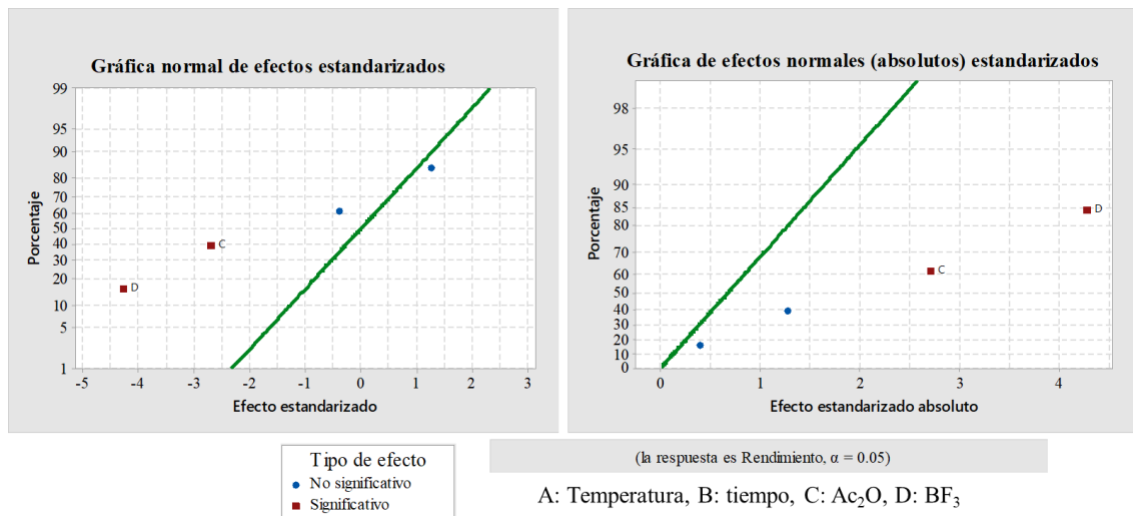 Gráfica normal de efectos estandarizados
99
95
90
80
70
60
50
40
30
20
10
5
1
Porcentaje
C
D
-5 -4 -3 -2 -1 0 1 2 3
Efecto estandarizado
Gráfica de efectos normales (absolutos) estandarizados
98
95
90
85
80
70
60
50
40
30
20
10
0
Porcentaje
D
C
0 1 2 3 4
Efecto estandarizado absoluto
Tipo de efecto
No significativo
Significativo
(la respuesta es Rendimiento, α = 0.05)
A: Temperatura, B: tiempo, C: Ac₂O, D: BF₃